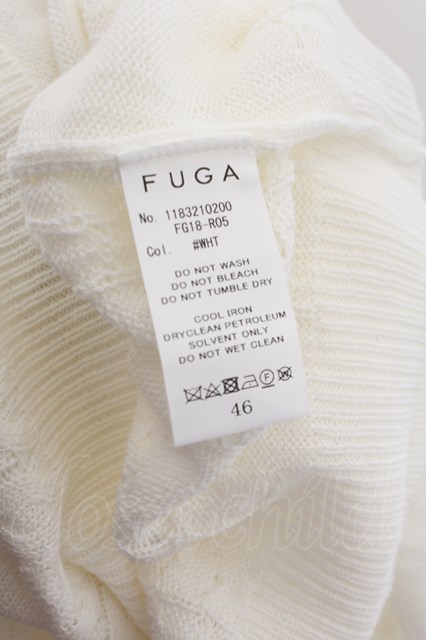 FUGA
No. 1183210200
FG18-R05
Col. #WHT
DO NOT WASH
DO NOT BLEACH
DO NOT TUMBLE DRY
COOL IRON
DRYCLEAN PETROLEUM
SOLVENT ONLY
DO NOT WET CLEAN
F W
46